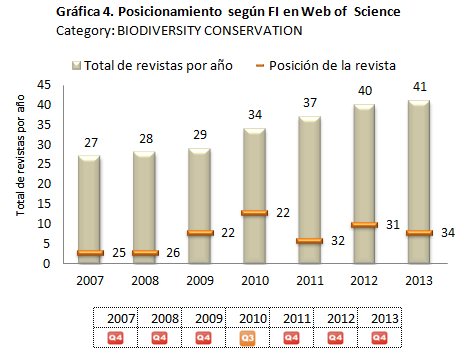 Gráfica 4. Posicionamiento según FI en Web of Science
Category: BIODIVERSITY CONSERVATION
Total de revistas por año
Posición de la revista
Total de revistas por año
45
40
35
30
25
20
15
10
5
0
27 28 29 34 37 40 41
25 26 22 22 32 31 34
2007 2008 2009 2010 2011 2012 2013
2007 2008 2009 2010 2011 2012 2013
Q4 Q4 Q4 Q3 Q4 Q4 Q4